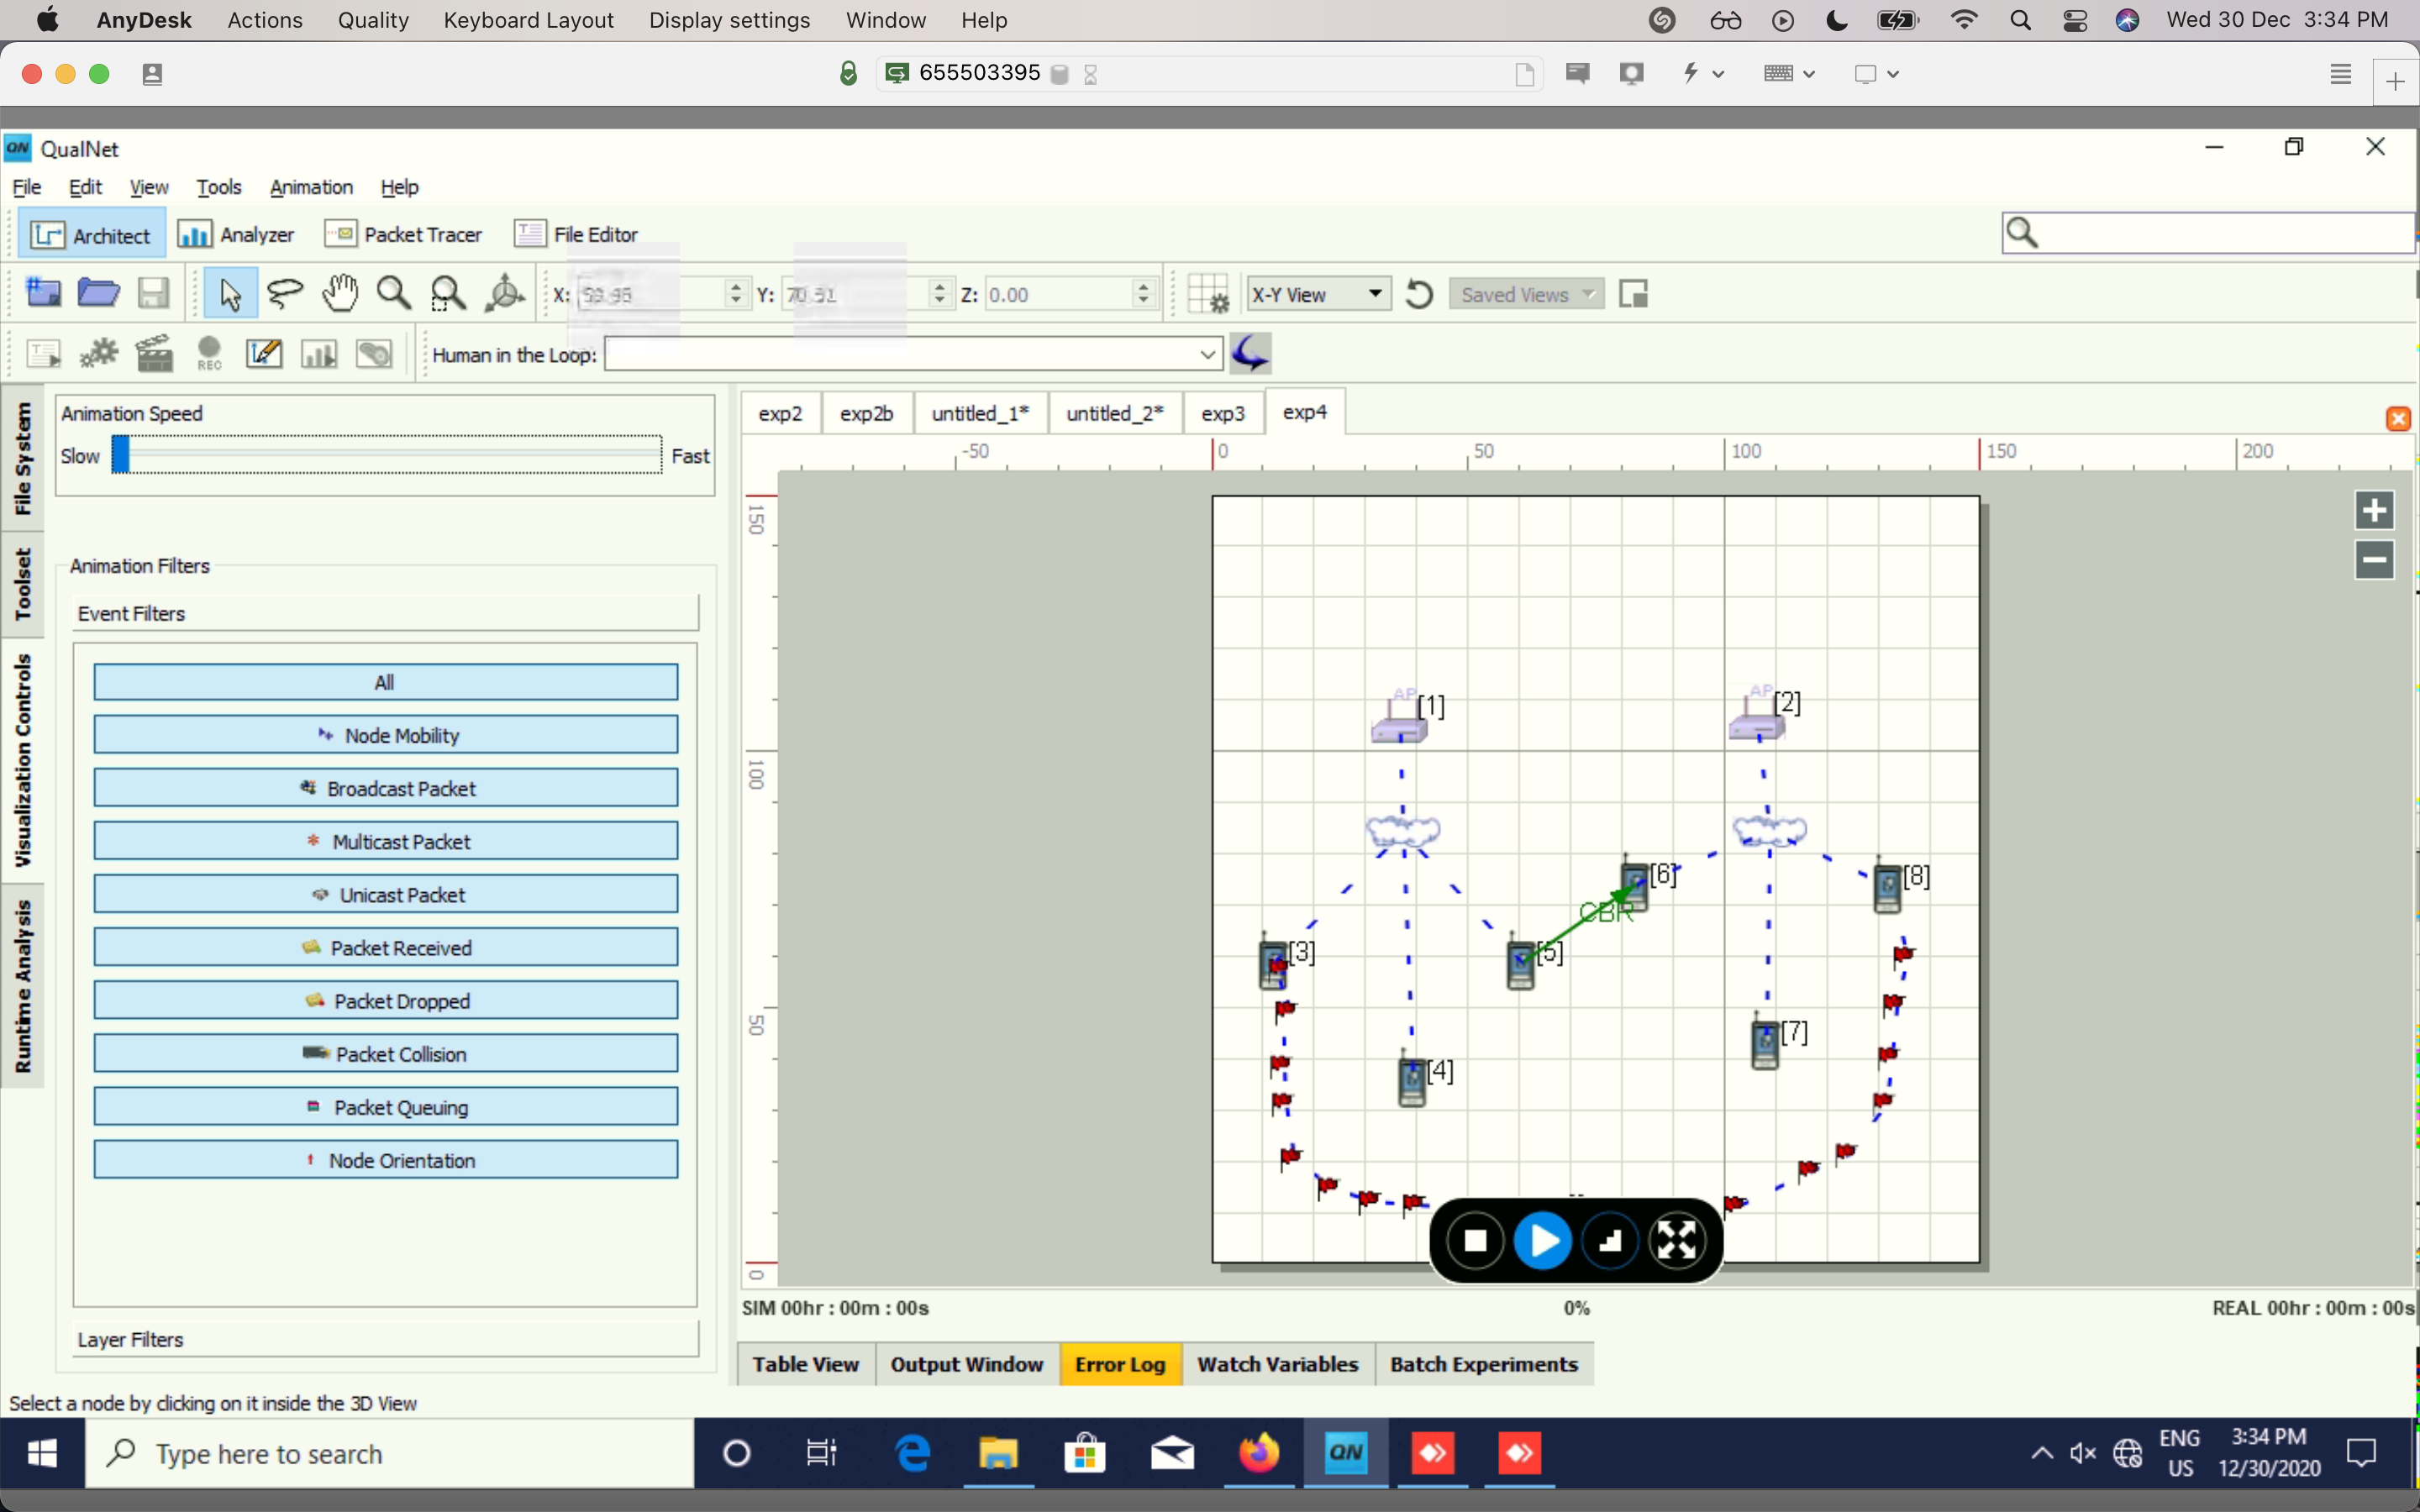 AnyDesk Actions Quality Keyboard Layout Display settings Window Help Wed 30 Dec 3:34 PM
655503395
QN QualNet
File Edit View Tools Animation Help
Architect Analyzer Packet Tracer File Editor
X: Y: Z: 0.00 X-Y View Saved Views
REC Human in the Loop:
File System
Toolset
Visualization Controls
Runtime Analysis
Animation Speed
Slow Fast
Animation Filters
Event Filters
All
Node Mobility
Broadcast Packet
Multicast Packet
Unicast Packet
Packet Received
Packet Dropped
Packet Collision
Packet Queuing
Node Orientation
Layer Filters
exp2 exp2b untitled_1* untitled_2* exp3 exp4
-50 0 50 100 150 200
150
100
50
0
AP [1] AP [2]
[6] [8]
CBR
[3] [5]
[7]
[4]
SIM 00hr : 00m : 00s 0% REAL 00hr : 00m : 00s
Table View Output Window Error Log Watch Variables Batch Experiments
Select a node by clicking on it inside the 3D View
Type here to search QN ENG US 3:34 PM 12/30/2020